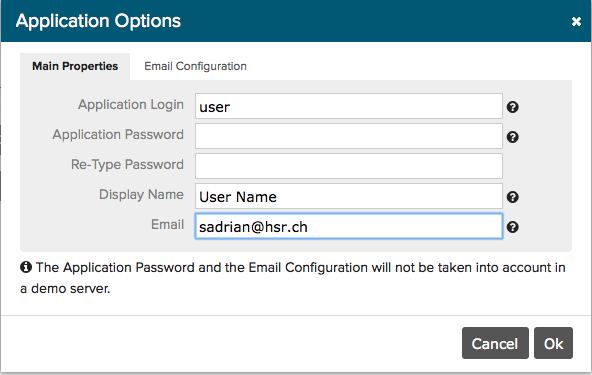 Application Options
Main Properties Email Configuration
Application Login user
Application Password
Re-Type Password
Display Name User Name
Email sadrian@hsr.ch
The Application Password and the Email Configuration will not be taken into account in
a demo server.
Cancel Ok